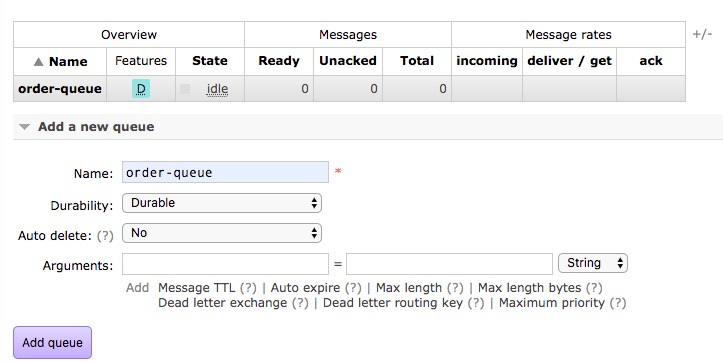 Overview Messages Message rates +/-
▲ Name Features State Ready Unacked Total incoming deliver / get ack
order-queue D idle 0 0 0
Add a new queue
Name: order-queue *
Durability: Durable
Auto delete: (?) No
Arguments: = String
Add Message TTL (?) | Auto expire (?) | Max length (?) | Max length bytes (?)
Dead letter exchange (?) | Dead letter routing key (?) | Maximum priority (?)
Add queue